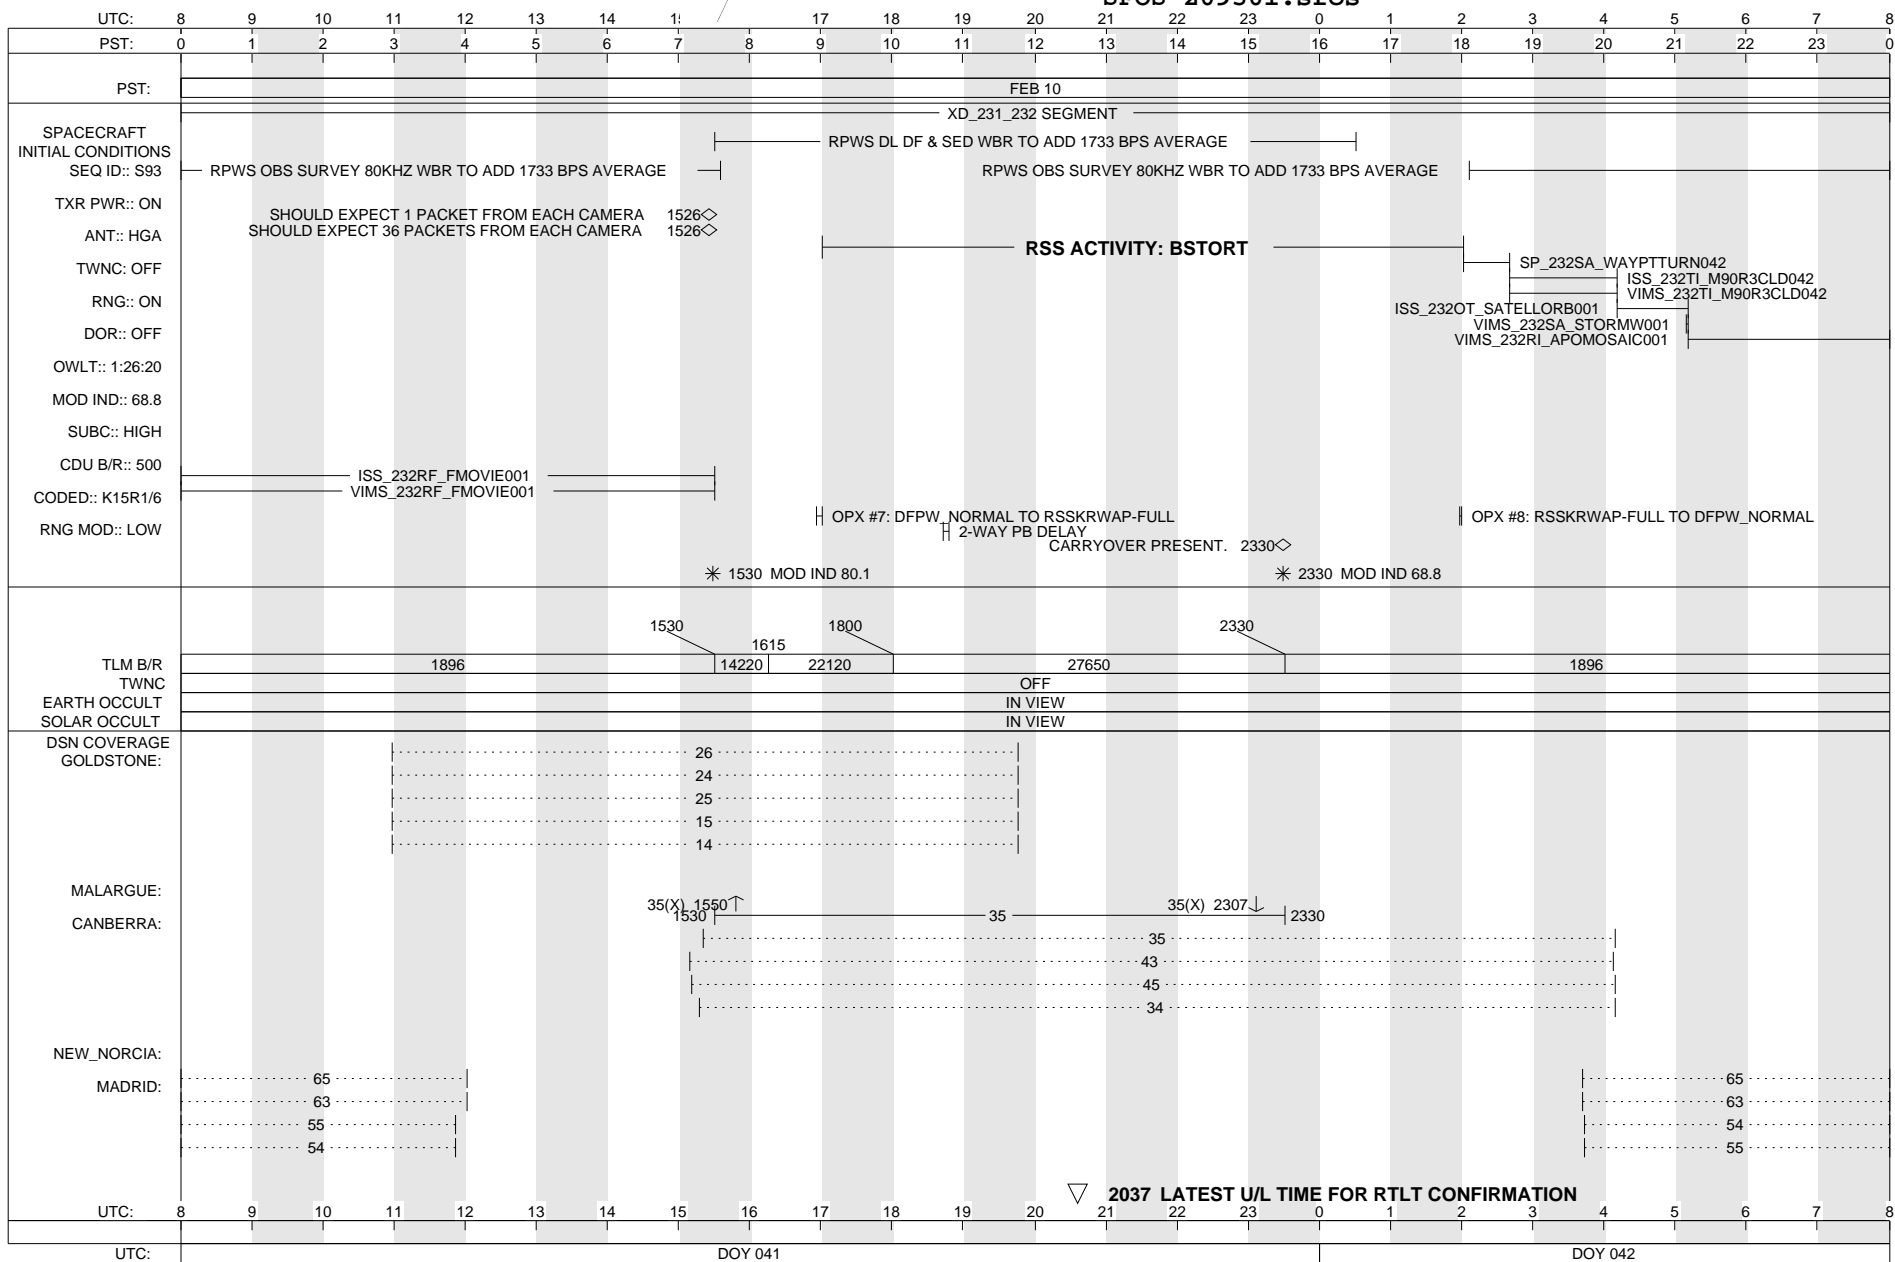 UTC: 8 9 10 11 12 13 14 17 18 19 20 21 22 23 0 1 2 3 4 5 6 7 8
PST: 0 1 2 3 4 5 6 7 8 9 10 11 12 13 14 15 16 17 18 19 20 21 22 23 0
PST: FEB 10
XD_231_232 SEGMENT
SPACECRAFT
INITIAL CONDITIONS
RPWS DL DF & SED WBR TO ADD 1733 BPS AVERAGE
SEQ ID:: S93
RPWS OBS SURVEY 80KHZ WBR TO ADD 1733 BPS AVERAGE
RPWS OBS SURVEY 80KHZ WBR TO ADD 1733 BPS AVERAGE
TXR PWR:: ON
SHOULD EXPECT 1 PACKET FROM EACH CAMERA 1526
SHOULD EXPECT 36 PACKETS FROM EACH CAMERA 1526
ANT:: HGA
RSS ACTIVITY: BSTORT
SP_232SA_WAYPTTURN042
TWNC: OFF
ISS_232TI_M90R3CLD042
VIMS_232TI_M90R3CLD042
RNG:: ON
ISS_232OT_SATELLORB001
VIMS_232SA_STORMW001
DOR:: OFF
VIMS_232RI_APOMOSAIC001
OWLT:: 1:26:20
MOD IND:: 68.8
SUBC:: HIGH
CDU B/R:: 500
ISS_232RF_FMOVIE001
VIMS_232RF_FMOVIE001
CODED:: K15R1/6
OPX #7: DFPW_NORMAL TO RSSKRWAP-FULL
OPX #8: RSSKRWAP-FULL TO DFPW_NORMAL
RNG MOD:: LOW
2-WAY PB DELAY
CARRYOVER PRESENT. 2330
1530 MOD IND 80.1
2330 MOD IND 68.8
1530 1800 2330
1615
TLM B/R 1896 14220 22120 27650 1896
TWNC OFF
EARTH OCCULT IN VIEW
SOLAR OCCULT IN VIEW
DSN COVERAGE
GOLDSTONE:
26
24
25
15
14
MALARGUE:
35(X) 1550 35(X) 2307
CANBERRA:
1530 35 2330
35
43
45
34
NEW_NORCIA:
MADRID:
65 65
63 63
55 54
54 55
2037 LATEST U/L TIME FOR RTLT CONFIRMATION
UTC: 8 9 10 11 12 13 14 15 16 17 18 19 20 21 22 23 0 1 2 3 4 5 6 7 8
UTC: DOY 041 DOY 042